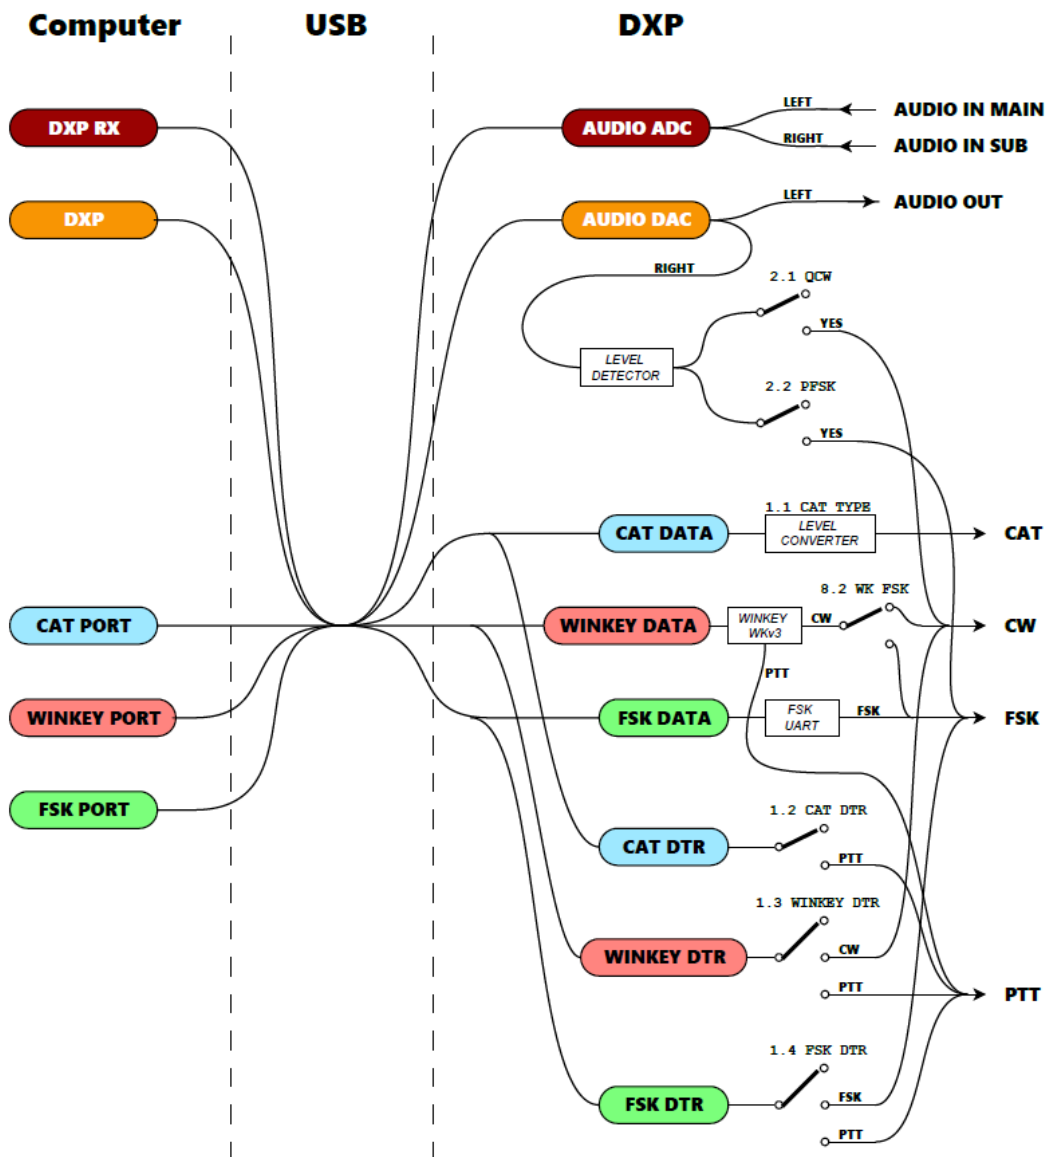 Computer
USB
DXP
DXP RX
AUDIO ADC
LEFT
AUDIO IN MAIN
RIGHT
AUDIO IN SUB
DXP
AUDIO DAC
LEFT
AUDIO OUT
RIGHT
2.1 QCW
YES
LEVEL
DETECTOR
2.2 PFSK
YES
1.1 CAT TYPE
CAT DATA
LEVEL
CONVERTER
CAT
8.2 WK FSK
CAT PORT
WINKEY DATA
WINKEY
WKv3
CW
CW
PTT
WINKEY PORT
FSK DATA
FSK
UART
FSK
FSK
FSK PORT
1.2 CAT DTR
CAT DTR
PTT
1.3 WINKEY DTR
WINKEY DTR
CW
PTT
PTT
1.4 FSK DTR
FSK DTR
FSK
PTT